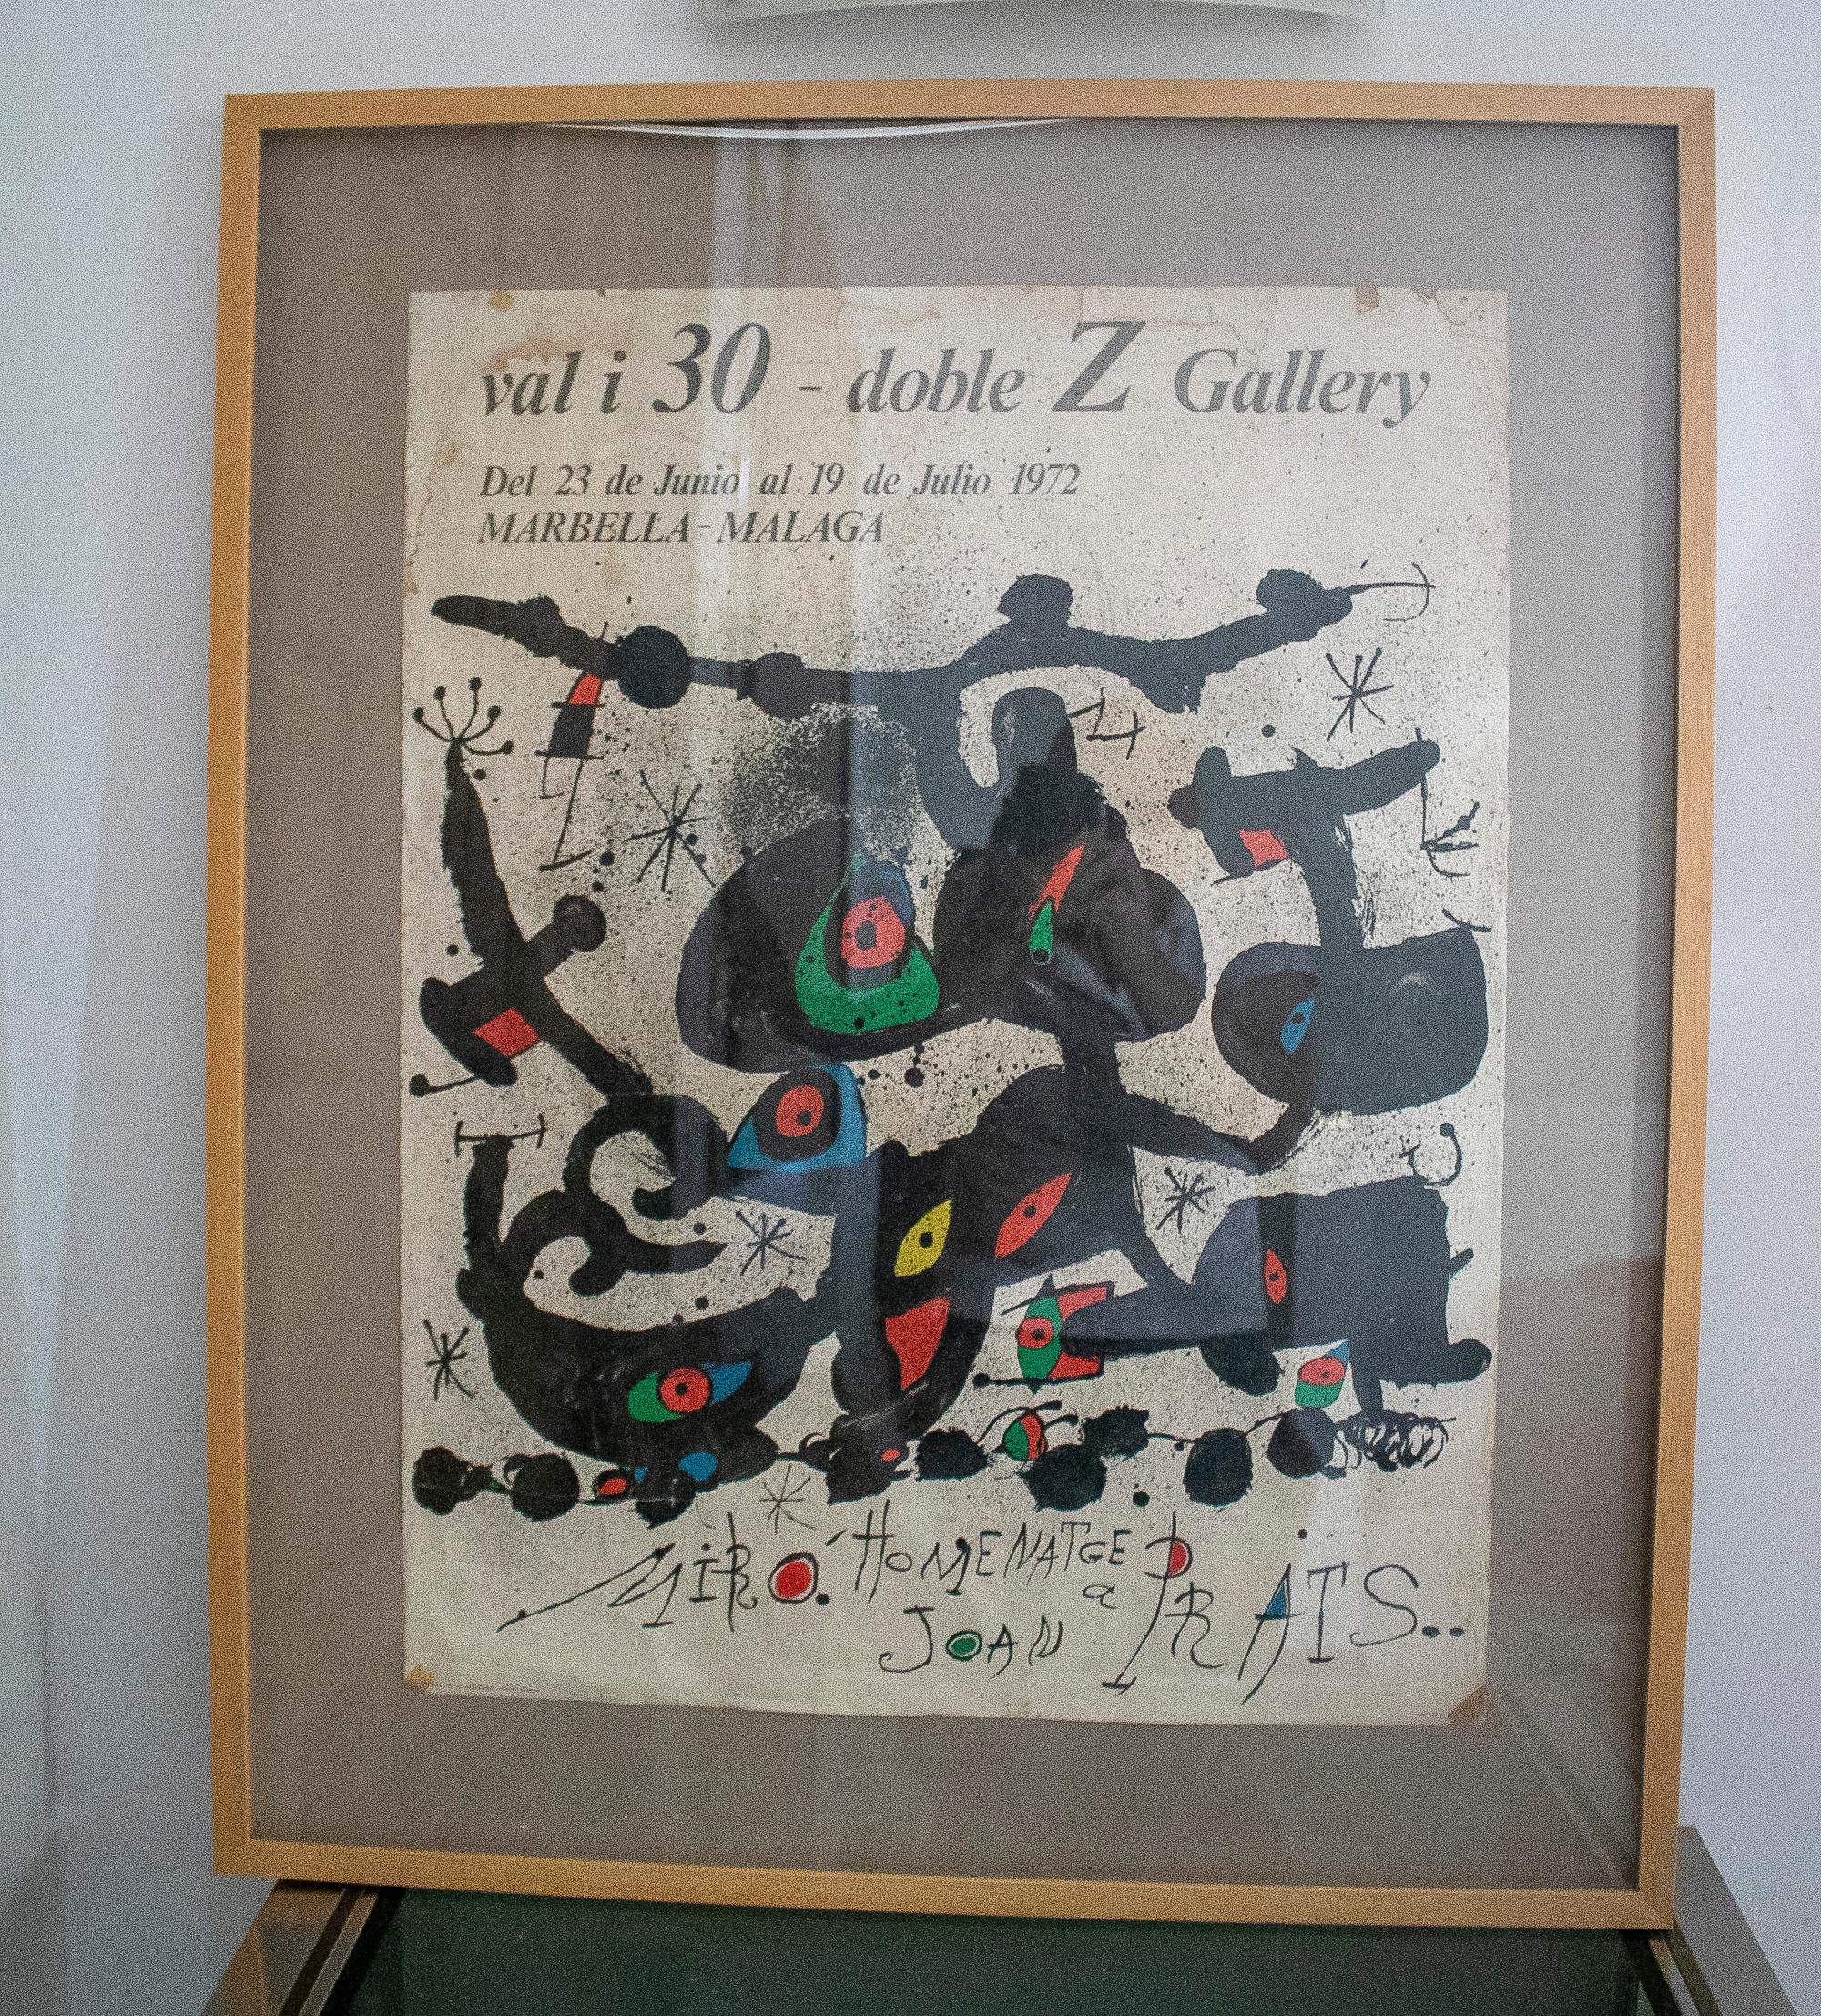 val i 30 - doble Z Gallery
Del 23 de Junio al 19 de Julio 1972
MARBELLA - MALAGA
MIRÓ. HOMENATGE a
JOAN PRATS..